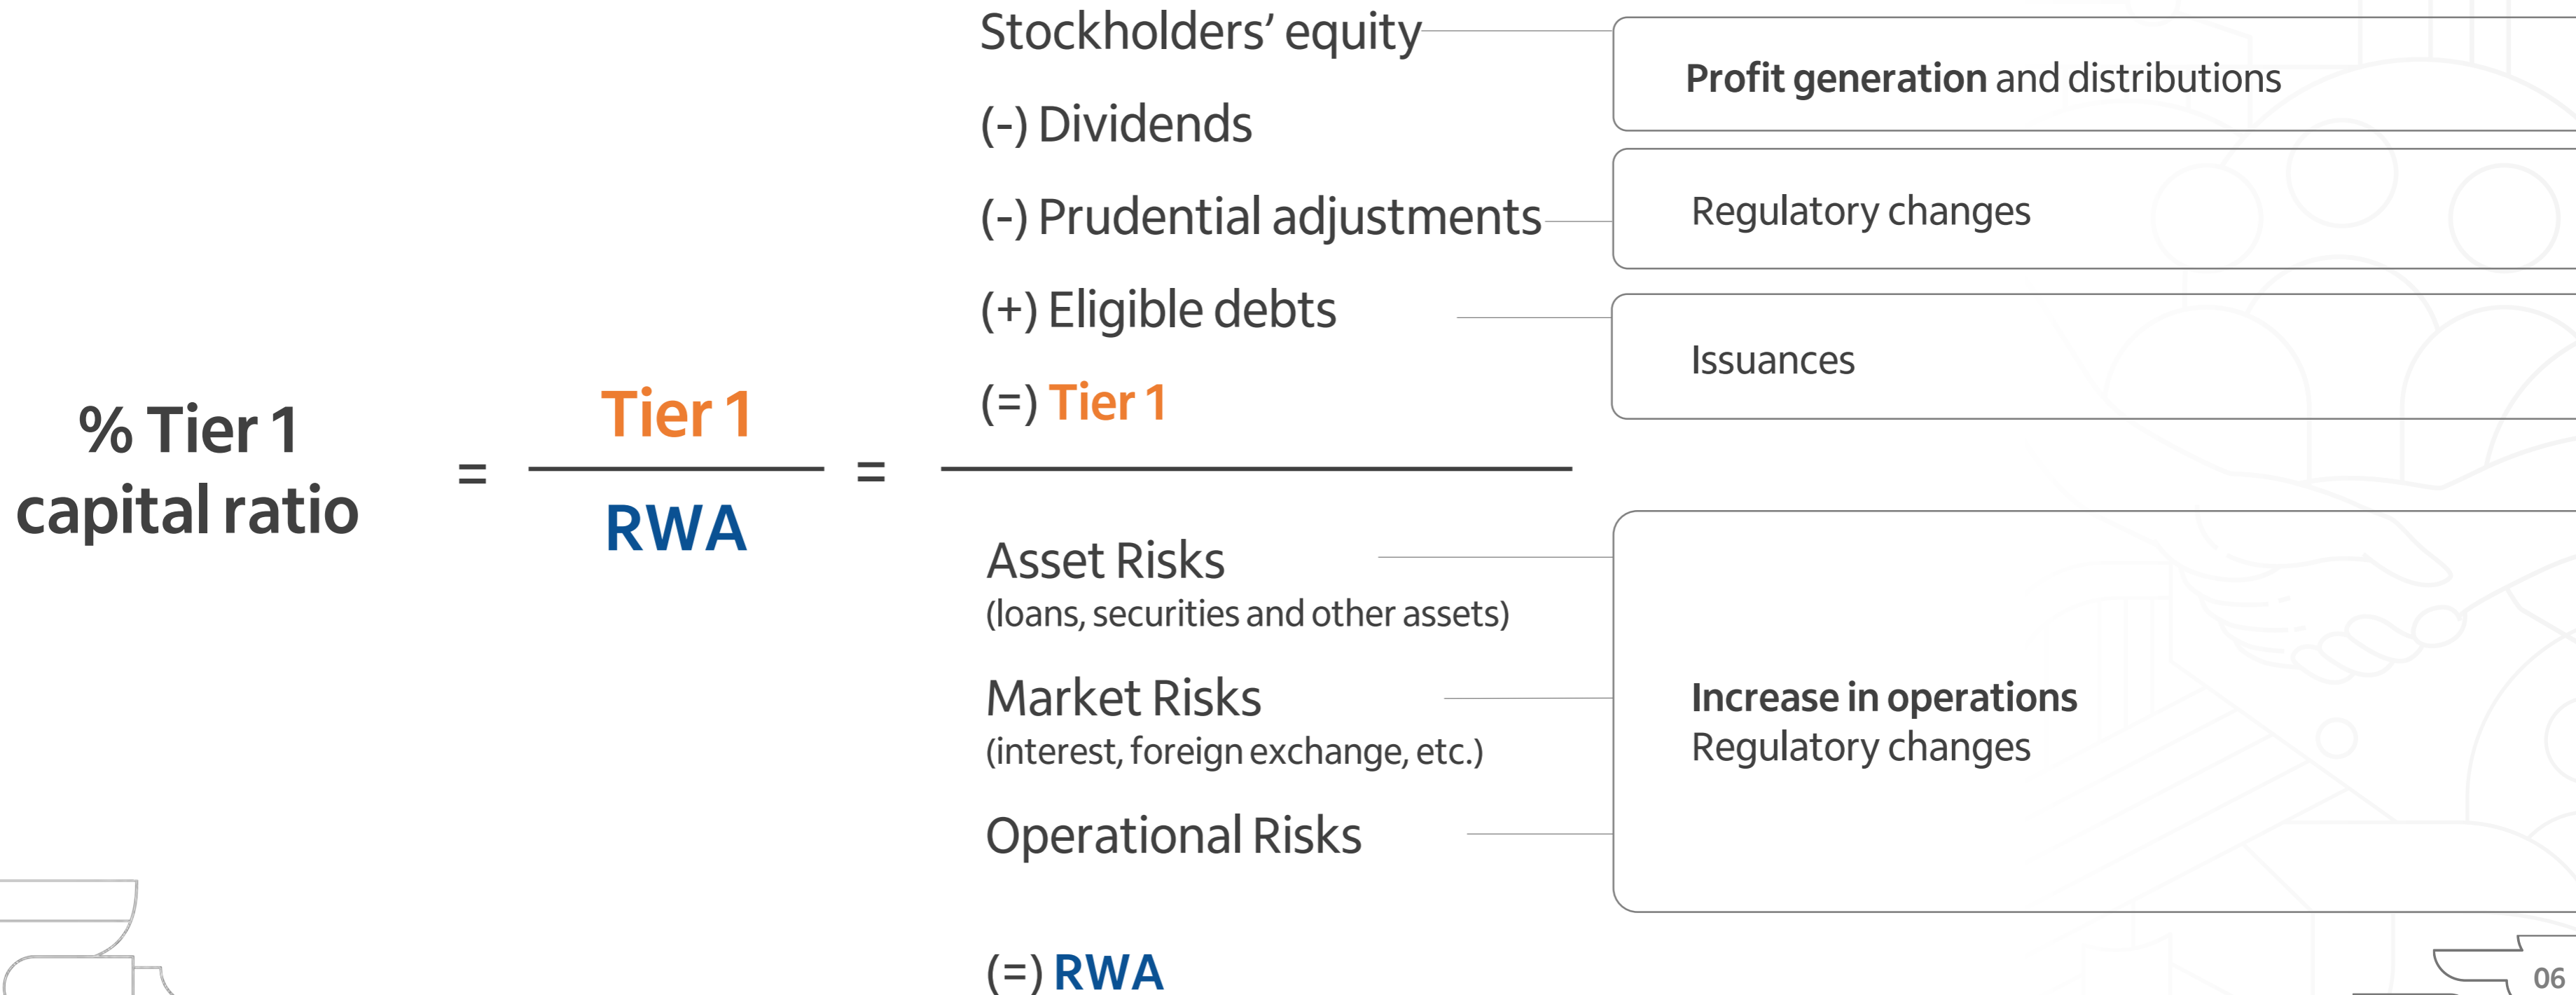 Stockholders' equity
Profit generation and distributions
(-) Dividends
(-) Prudential adjustments
Regulatory changes
(+) Eligible debts
Issuances
(=) Tier 1
% Tier 1
capital ratio
=
Tier 1
RWA
=
Asset Risks
(loans, securities and other assets)
Market Risks
(interest, foreign exchange, etc.)
Increase in operations
Regulatory changes
Operational Risks
(=) RWA
06